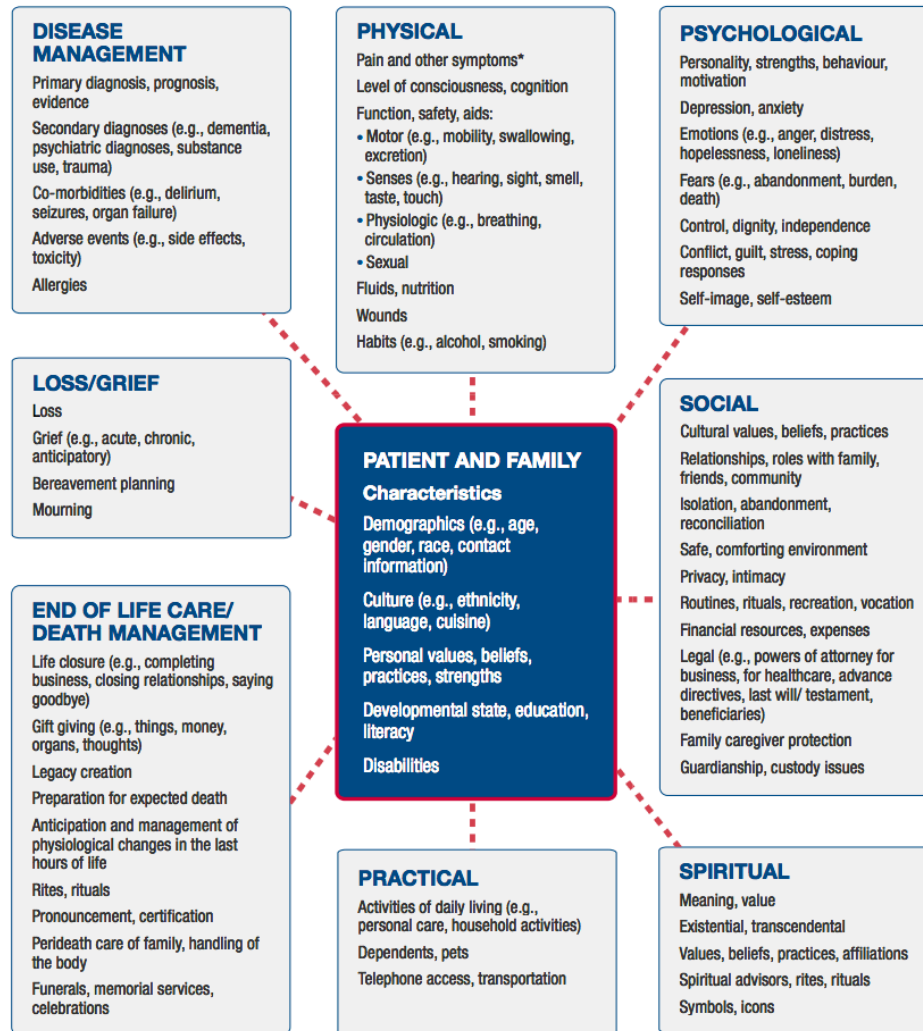 DISEASE
MANAGEMENT
Primary diagnosis, prognosis,
evidence
Secondary diagnoses (e.g., dementia,
psychiatric diagnoses, substance
use, trauma)
Co-morbidities (e.g., delirium,
seizures, organ failure)
Adverse events (e.g., side effects,
toxicity)
Allergies
PHYSICAL
Pain and other symptoms*
Level of consciousness, cognition
Function, safety, aids:
• Motor (e.g., mobility, swallowing,
excretion)
• Senses (e.g., hearing, sight, smell,
taste, touch)
• Physiologic (e.g., breathing,
circulation)
• Sexual
Fluids, nutrition
Wounds
Habits (e.g., alcohol, smoking)
PSYCHOLOGICAL
Personality, strengths, behaviour,
motivation
Depression, anxiety
Emotions (e.g., anger, distress,
hopelessness, loneliness)
Fears (e.g., abandonment, burden,
death)
Control, dignity, independence
Conflict, guilt, stress, coping
responses
Self-image, self-esteem
LOSS/GRIEF
Loss
Grief (e.g., acute, chronic,
anticipatory)
Bereavement planning
Mourning
PATIENT AND FAMILY
Characteristics
Demographics (e.g., age,
gender, race, contact
information)
Culture (e.g., ethnicity,
language, cuisine)
Personal values, beliefs,
practices, strengths
Developmental state, education,
literacy
Disabilities
SOCIAL
Cultural values, beliefs, practices
Relationships, roles with family,
friends, community
Isolation, abandonment,
reconciliation
Safe, comforting environment
Privacy, intimacy
Routines, rituals, recreation, vocation
Financial resources, expenses
Legal (e.g., powers of attorney for
business, for healthcare, advance
directives, last will/ testament,
beneficiaries)
Family caregiver protection
Guardianship, custody issues
END OF LIFE CARE/
DEATH MANAGEMENT
Life closure (e.g., completing
business, closing relationships, saying
goodbye)
Gift giving (e.g., things, money,
organs, thoughts)
Legacy creation
Preparation for expected death
Anticipation and management of
physiological changes in the last
hours of life
Rites, rituals
Pronouncement, certification
Perideath care of family, handling of
the body
Funerals, memorial services,
celebrations
PRACTICAL
Activities of daily living (e.g.,
personal care, household activities)
Dependents, pets
Telephone access, transportation
SPIRITUAL
Meaning, value
Existential, transcendental
Values, beliefs, practices, affiliations
Spiritual advisors, rites, rituals
Symbols, icons